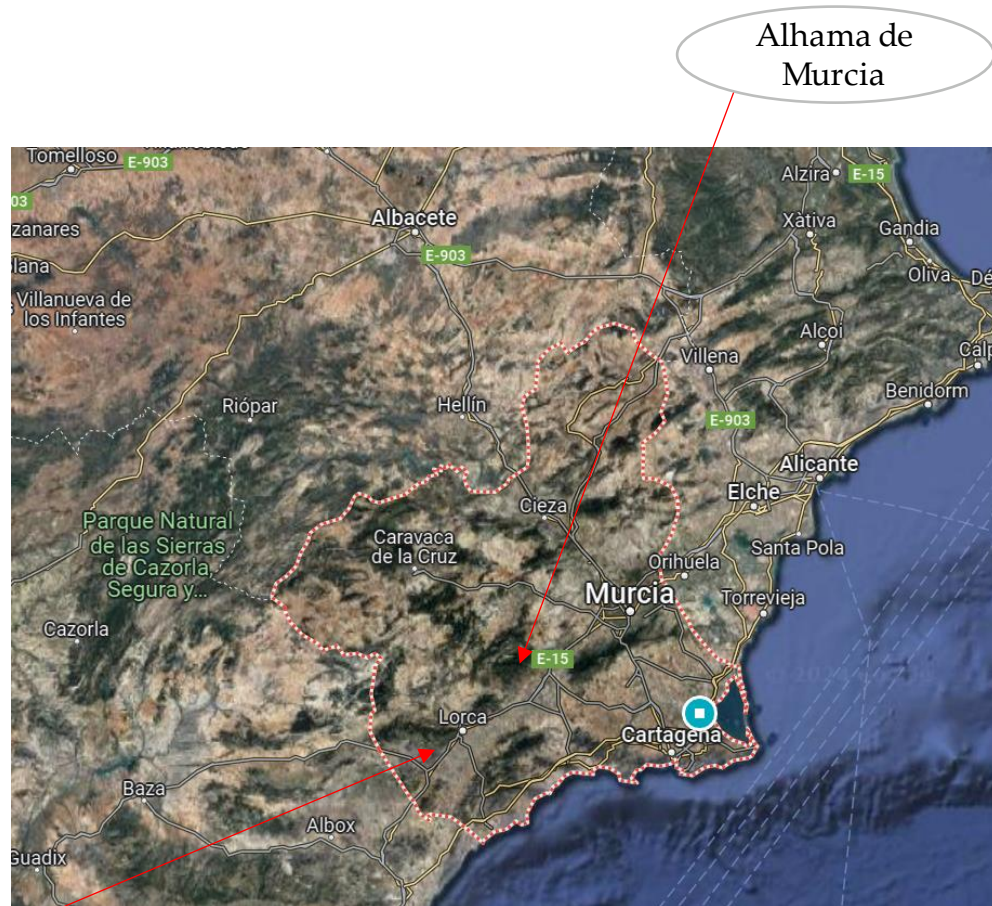 Alhama de
Murcia
Tomelloso
E-903
Alzira
E-15
03
zanares
Albacete
Xàtiva
Gandia
E-903
lana
Oliva
Dé
Villanueva de
los Infantes
Alcoi
Villena
Calp
Riópar
Hellín
Benidorm
E-903
Alicante
Elche
Parque Natural
de las Sierras
de Cazorla,
Segura y...
Cieza
Caravaca
de la Cruz
Santa Pola
Orihuela
Murcia
Torrevieja
Cazorla
E-15
Lorca
Cartagena
Baza
Albox
Guadix